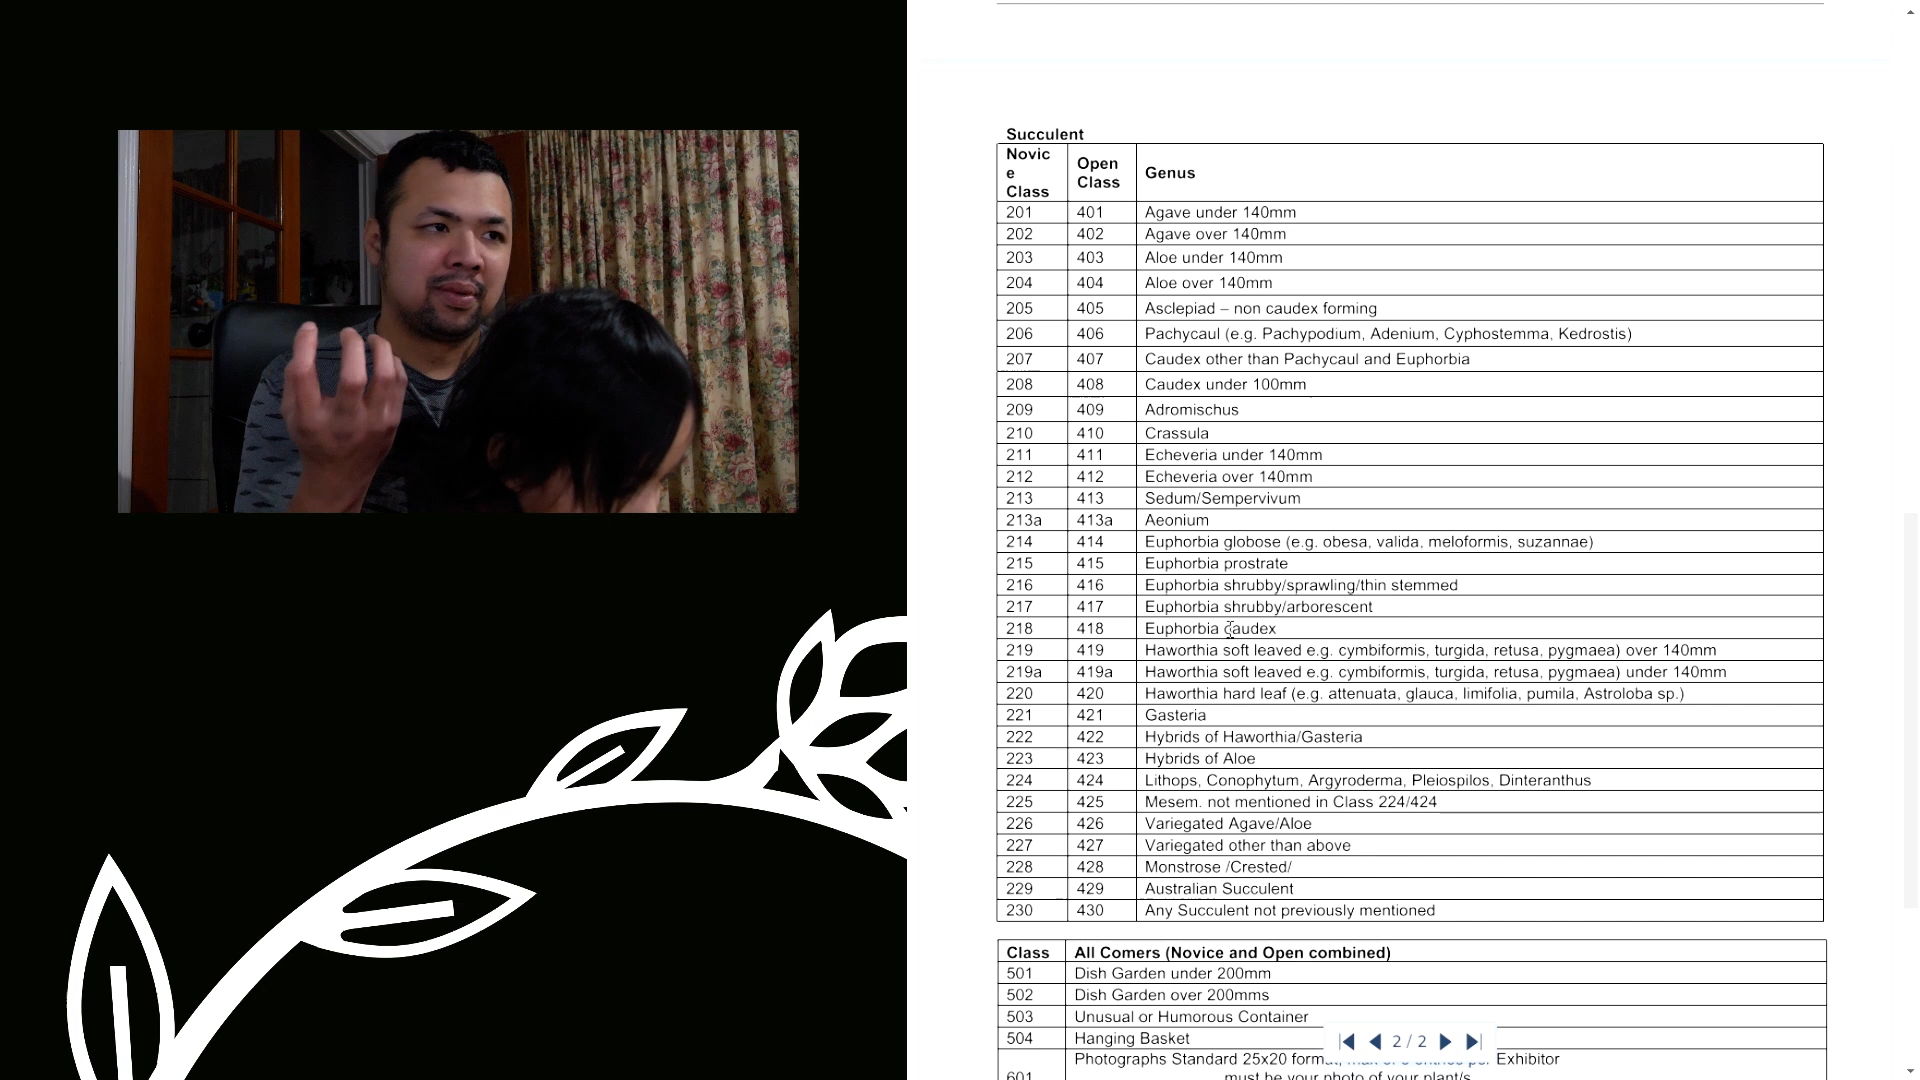 Succulent
Novic
e
Class
Open
Class
Genus
201 401 Agave under 140mm
202 402 Agave over 140mm
203 403 Aloe under 140mm
204 404 Aloe over 140mm
205 405 Asclepiad – non caudex forming
206 406 Pachycaul (e.g. Pachypodium, Adenium, Cyphostemma, Kedrostis)
207 407 Caudex other than Pachycaul and Euphorbia
208 408 Caudex under 100mm
209 409 Adromischus
210 410 Crassula
211 411 Echeveria under 140mm
212 412 Echeveria over 140mm
213 413 Sedum/Sempervivum
213a 413a Aeonium
214 414 Euphorbia globose (e.g. obesa, valida, meloformis, suzannae)
215 415 Euphorbia prostrate
216 416 Euphorbia shrubby/sprawling/thin stemmed
217 417 Euphorbia shrubby/arborescent
218 418 Euphorbia caudex
219 419 Haworthia soft leaved e.g. cymbiformis, turgida, retusa, pygmaea) over 140mm
219a 419a Haworthia soft leaved e.g. cymbiformis, turgida, retusa, pygmaea) under 140mm
220 420 Haworthia hard leaf (e.g. attenuata, glauca, limifolia, pumila, Astroloba sp.)
221 421 Gasteria
222 422 Hybrids of Haworthia/Gasteria
223 423 Hybrids of Aloe
224 424 Lithops, Conophytum, Argyroderma, Pleiospilos, Dinteranthus
225 425 Mesem. not mentioned in Class 224/424
226 426 Variegated Agave/Aloe
227 427 Variegated other than above
228 428 Monstrose /Crested/
229 429 Australian Succulent
230 430 Any Succulent not previously mentioned
Class All Comers (Novice and Open combined)
501 Dish Garden under 200mm
502 Dish Garden over 200mms
503 Unusual or Humorous Container
504 Hanging Basket
2 / 2
Photographs Standard 25x20 Exhibitor
601 must be your photo of your plant/s